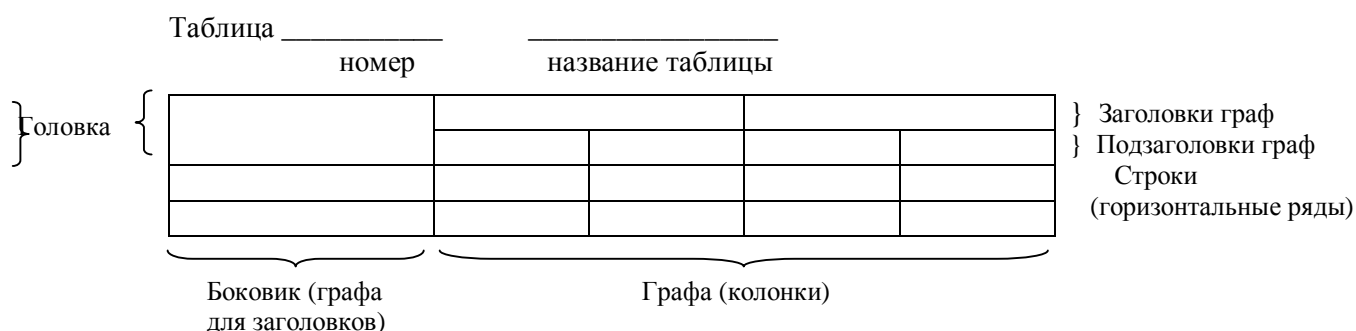 Таблица ___________ _________________
номер название таблицы
Головка
} Заголовки граф
} Подзаголовки граф
Строки
(горизонтальные ряды)
Боковик (графа
для заголовков)
Графа (колонки)